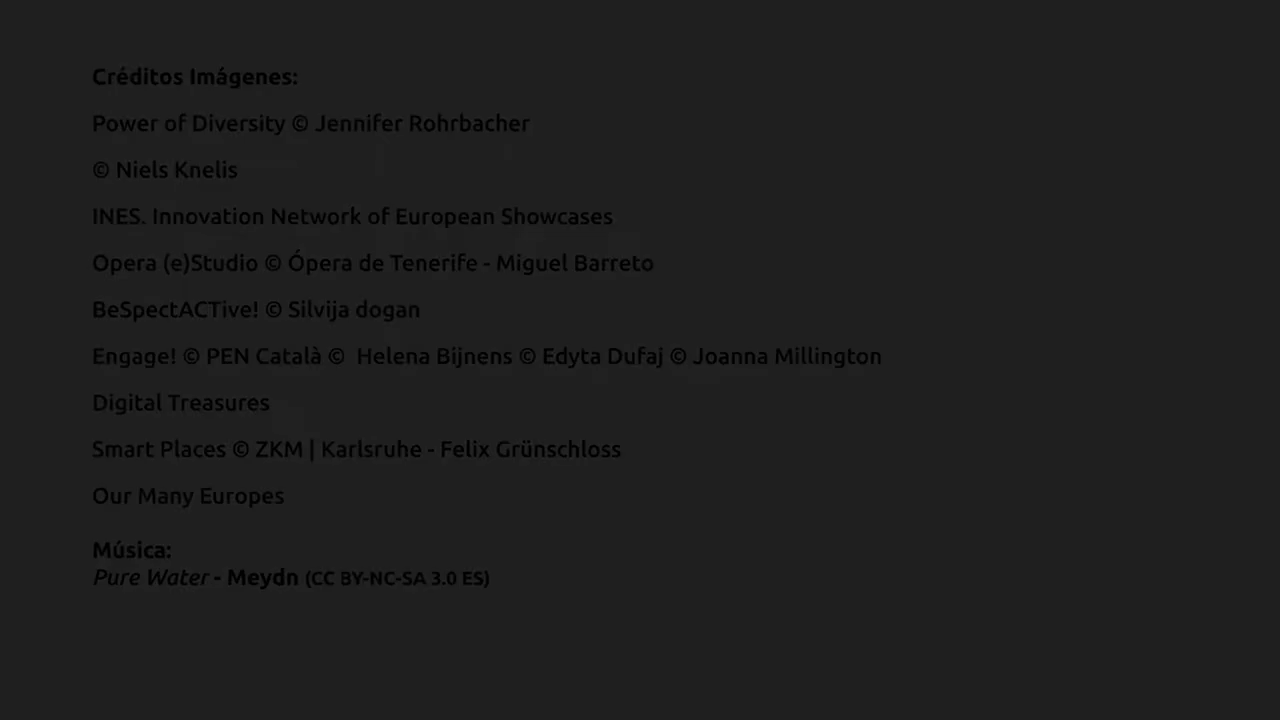 Créditos Imágenes:
Power of Diversity © Jennifer Rohrbacher
© Niels Knelis
INES. Innovation Network of European Showcases
Opera (e)Studio © Ópera de Tenerife - Miguel Barreto
BeSpectACTive! © Silvija dogan
Engage! © PEN Català ©  Helena Bijnens © Edyta Dufaj © Joanna Millington
Digital Treasures
Smart Places © ZKM | Karlsruhe - Felix Grünschloss
Our Many Europes
Música:
Pure Water - Meydn (CC BY-NC-SA 3.0 ES)